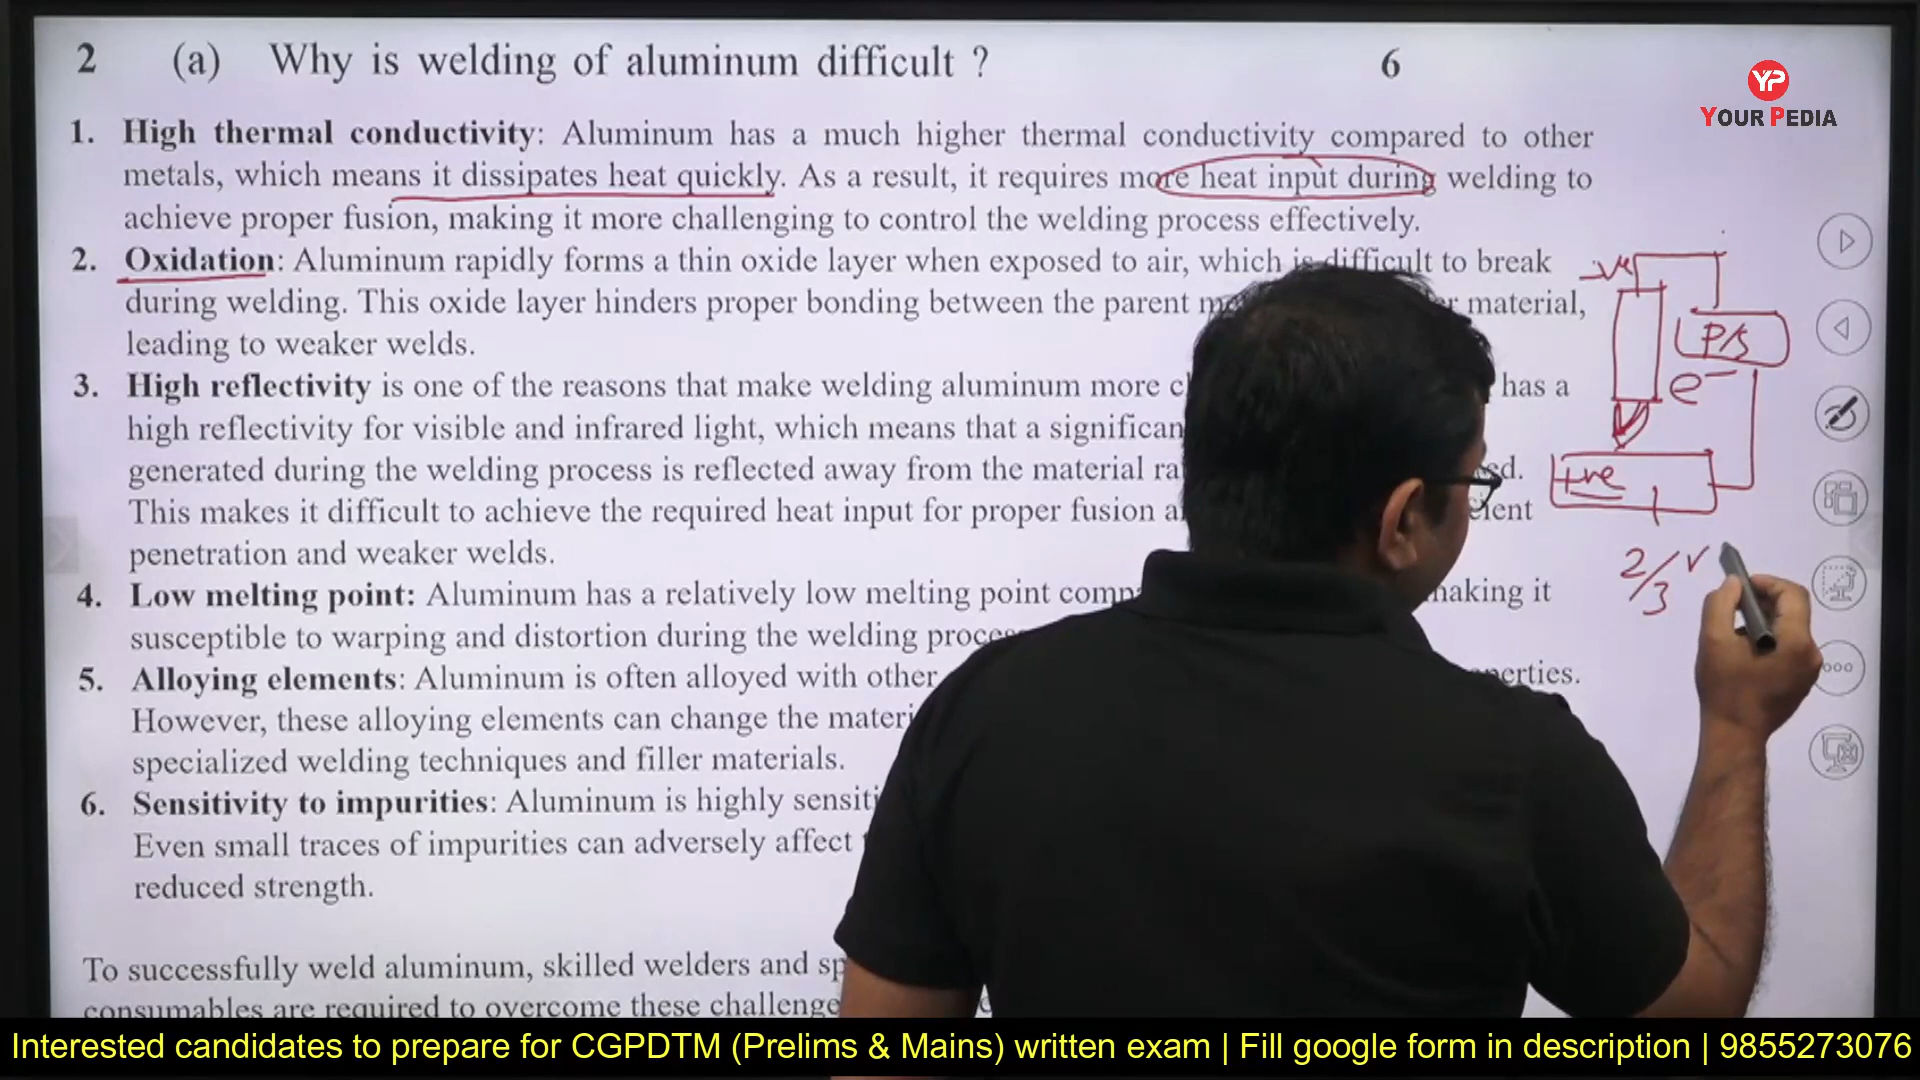 2 (a) Why is welding of aluminum difficult ? 6
YP
YOUR PEDIA
1. High thermal conductivity: Aluminum has a much higher thermal conductivity compared to other
metals, which means it dissipates heat quickly. As a result, it requires more heat input during welding to
achieve proper fusion, making it more challenging to control the welding process effectively.
2. Oxidation: Aluminum rapidly forms a thin oxide layer when exposed to air, which is difficult to break
during welding. This oxide layer hinders proper bonding between the parent material,
leading to weaker welds.
3. High reflectivity is one of the reasons that make welding aluminum more has a
high reflectivity for visible and infrared light, which means that a
generated during the welding process is reflected away from the material
This makes it difficult to achieve the required heat input for proper fusion
penetration and weaker welds.
4. Low melting point: Aluminum has a relatively low melting point making it
susceptible to warping and distortion during the welding
5. Alloying elements: Aluminum is often alloyed with other
However, these alloying elements can change the
specialized welding techniques and filler materials.
6. Sensitivity to impurities: Aluminum is highly
Even small traces of impurities can adversely affect
reduced strength.
To successfully weld aluminum, skilled welders and
consumables are required to overcome these
-ve
P/S
e-
+ve
2/3
Interested candidates to prepare for CGPDTM (Prelims & Mains) written exam | Fill google form in description | 9855273076